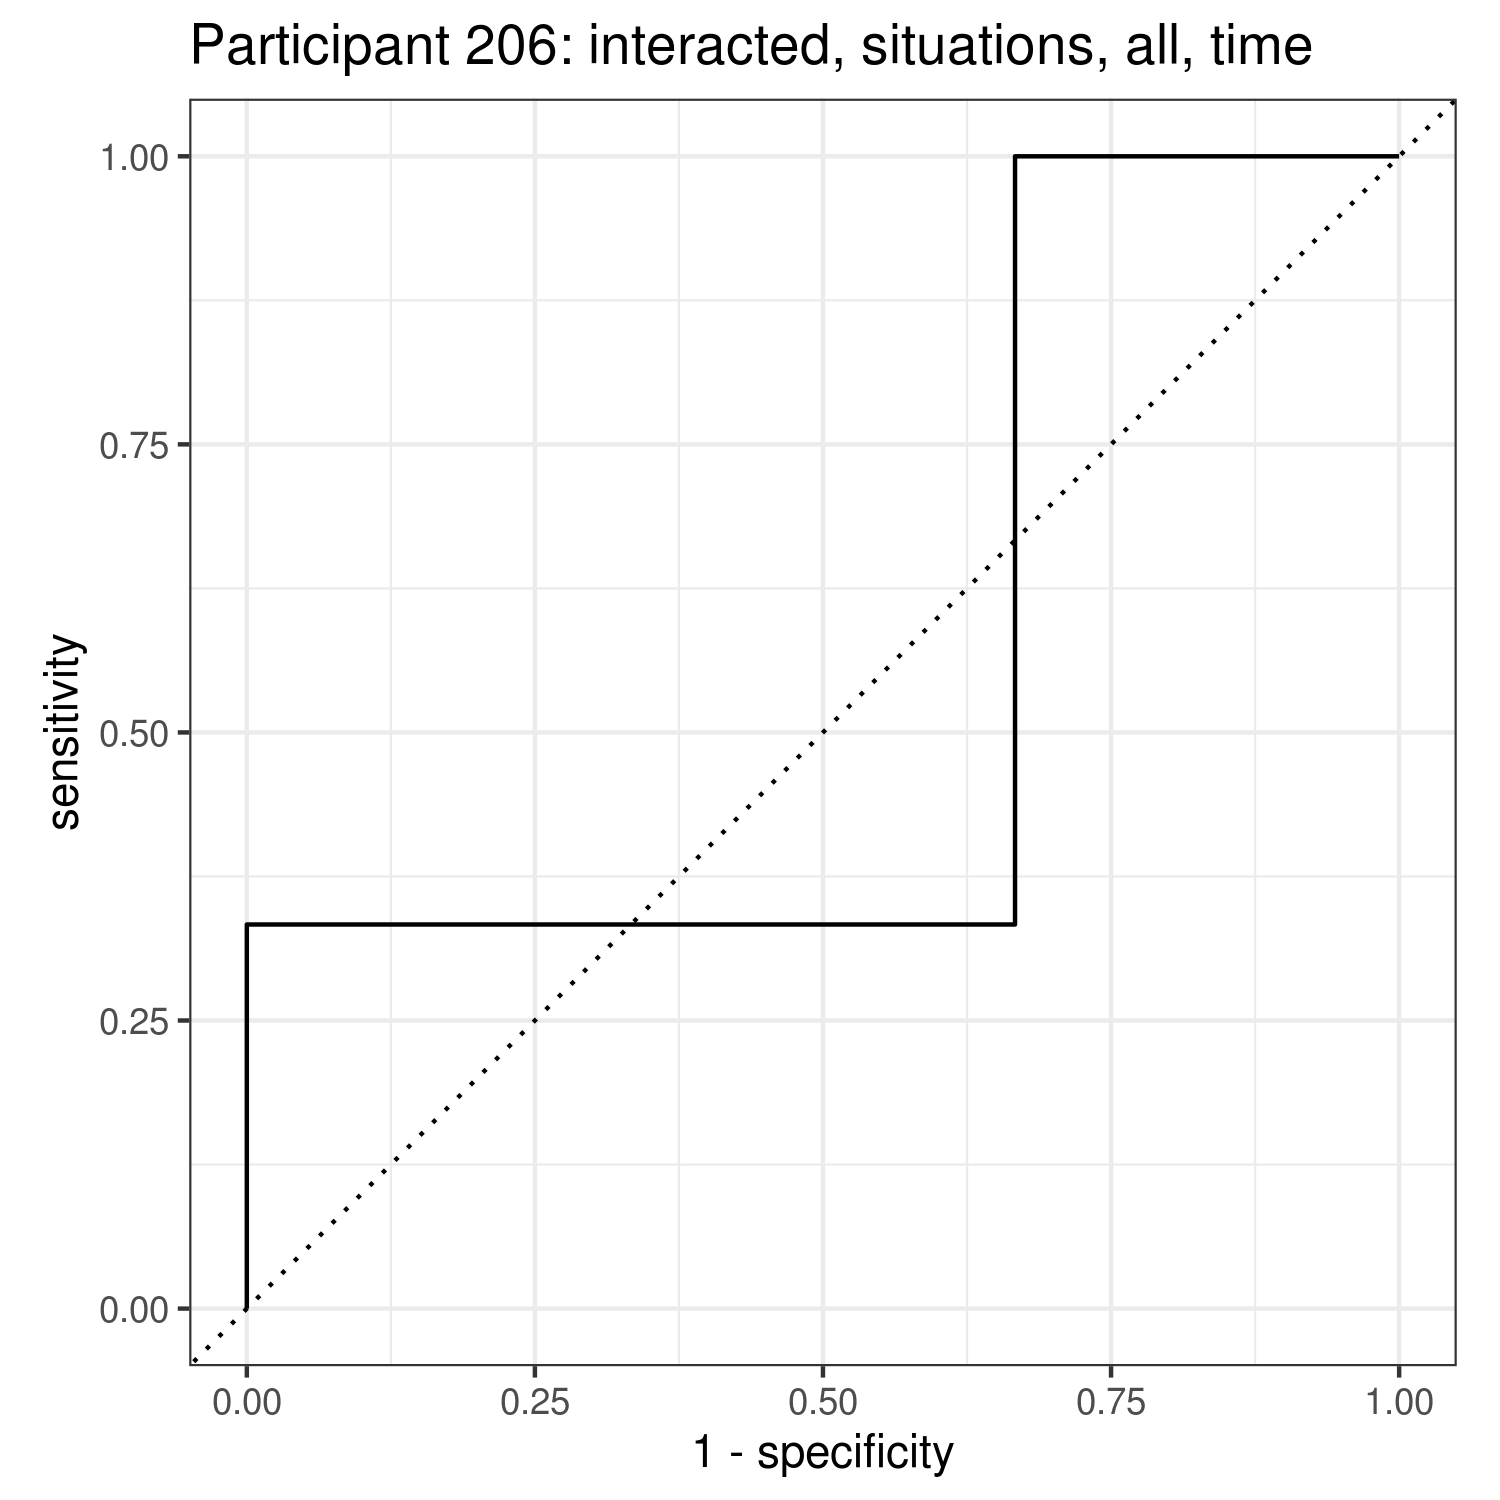 Participant 206: interacted, situations, all, time
1.00
0.75
0.50
0.25
0.00
sensitivity
0.00 0.25 0.50 0.75 1.00
1 - specificity